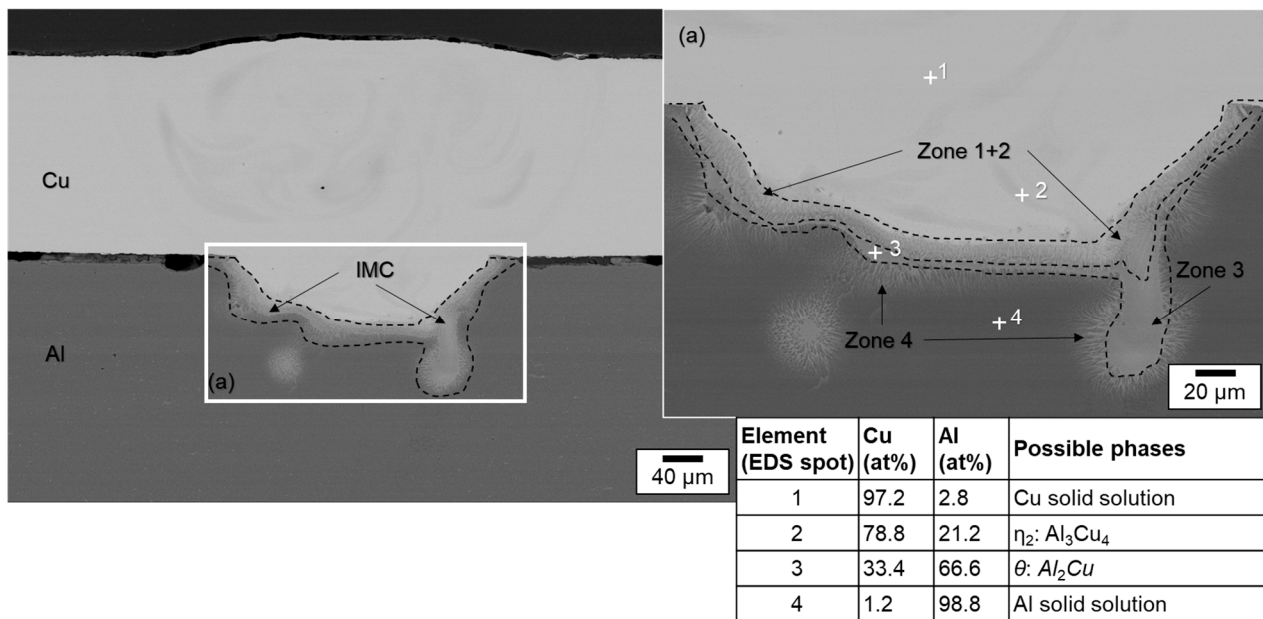 Cu
Al
IMC
(a)
40 µm
(a)
1
Zone 1+2
2
3
Zone 3
4
Zone 4
20 µm
Element (EDS spot) Cu (at%) Al (at%) Possible phases
1 97.2 2.8 Cu solid solution
2 78.8 21.2 η₂: Al₃Cu₄
3 33.4 66.6 θ: Al₂Cu
4 1.2 98.8 Al solid solution